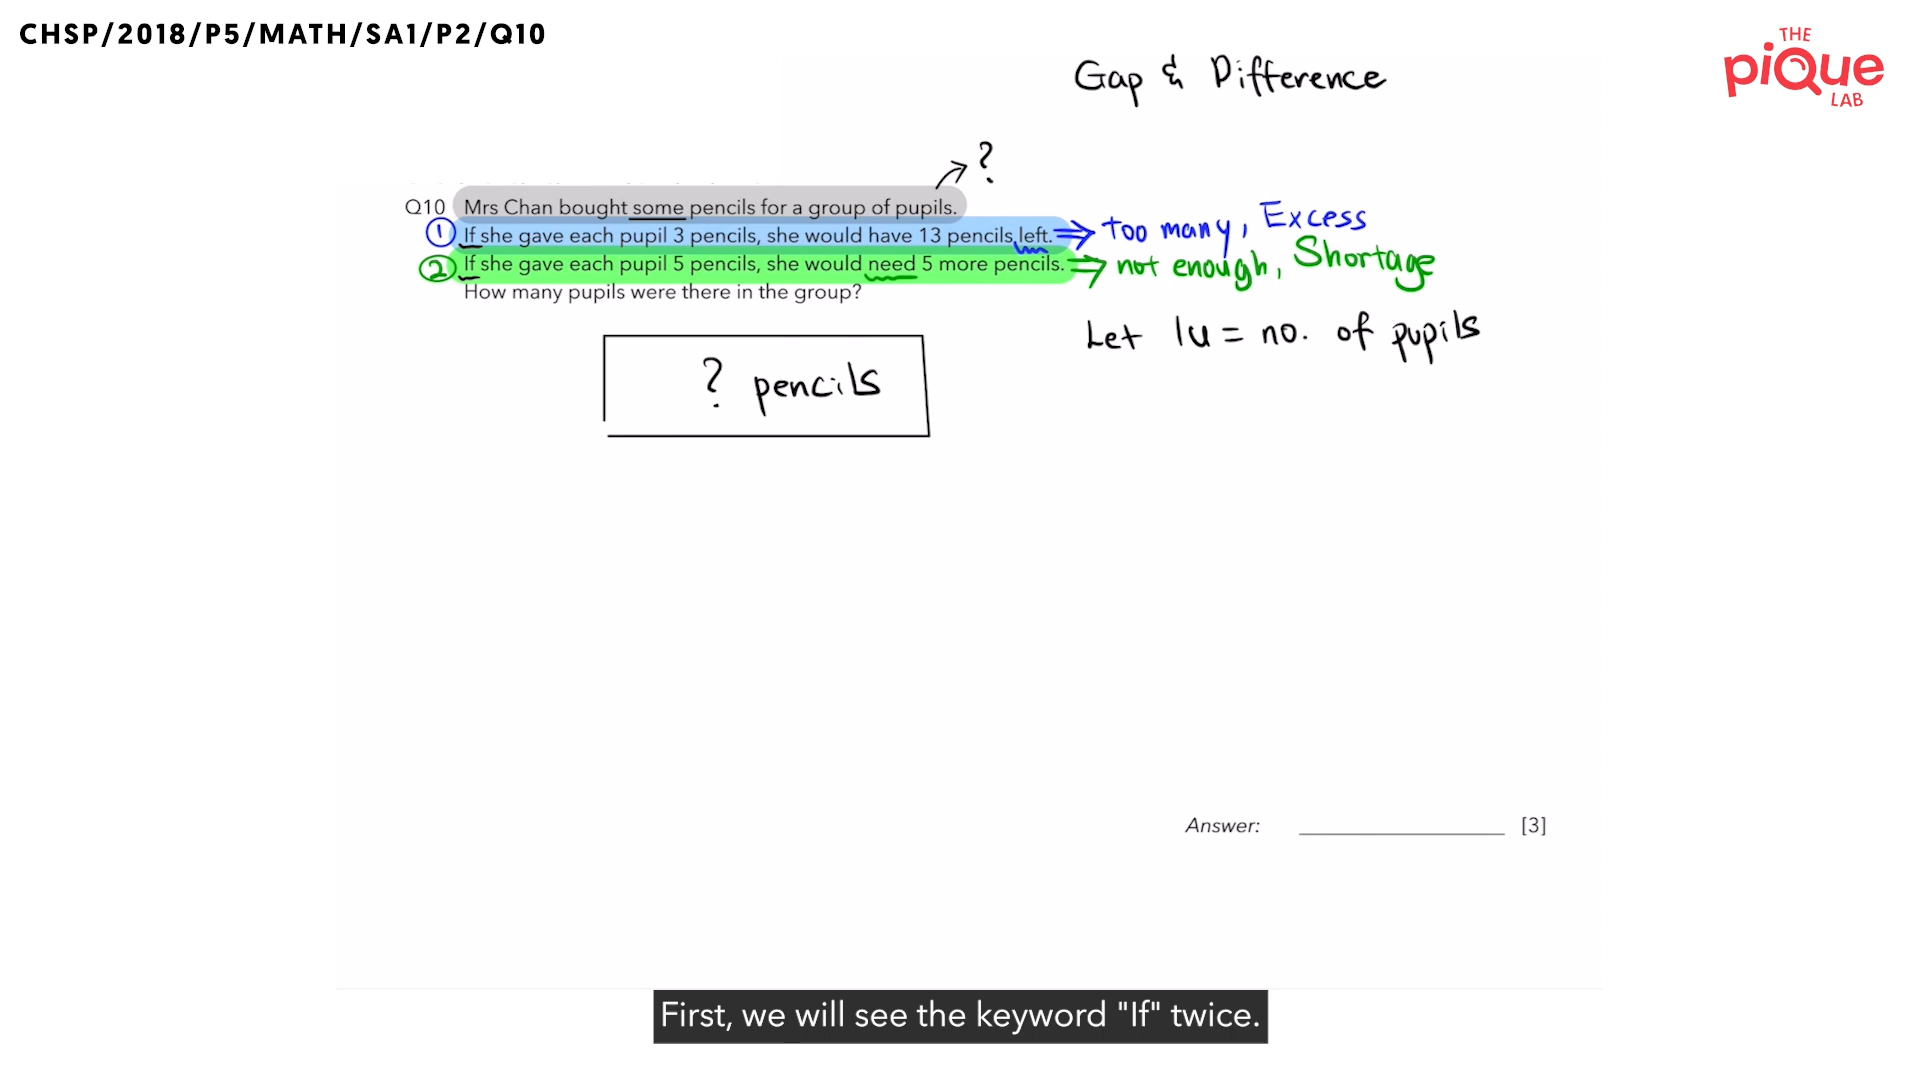 CHSP/2018/P5/MATH/SA1/P2/Q10
THE
piQue
LAB
Gap & Difference
?
Q10 Mrs Chan bought some pencils for a group of pupils.
1 If she gave each pupil 3 pencils, she would have 13 pencils left. ⇒ too many, Excess
2 If she gave each pupil 5 pencils, she would need 5 more pencils. ⇒ not enough, Shortage
How many pupils were there in the group?
Let 1u = no. of pupils
? pencils
Answer: ____________________ [3]
First, we will see the keyword "If" twice.